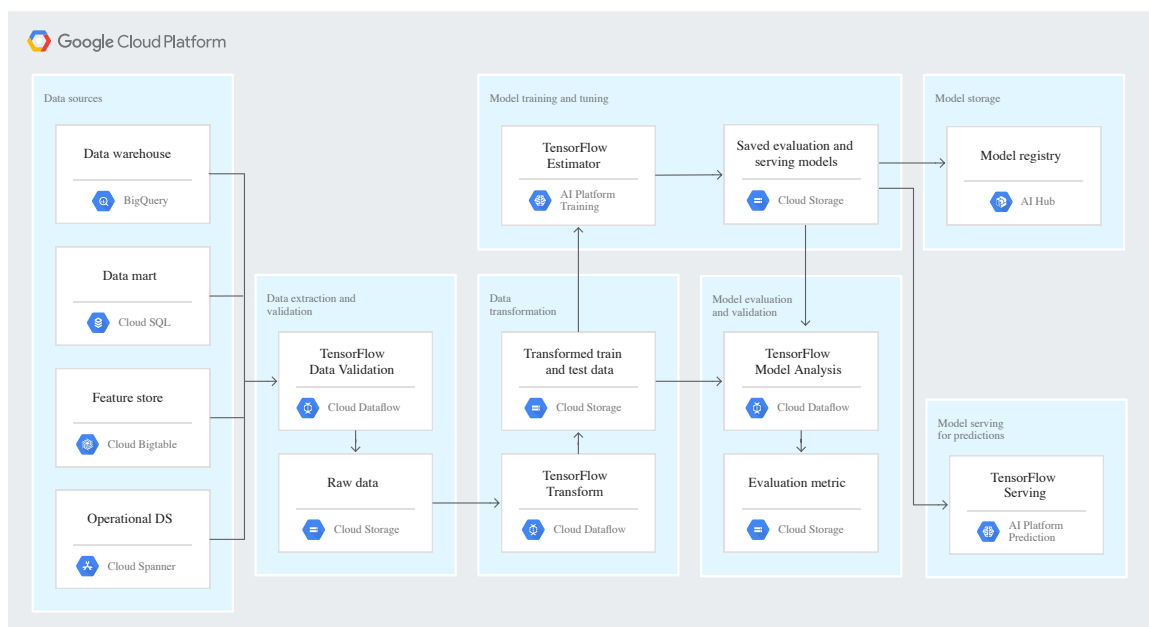 Google Cloud Platform
Data sources
Data warehouse
BigQuery
Data mart
Cloud SQL
Feature store
Cloud Bigtable
Operational DS
Cloud Spanner
Data extraction and
validation
TensorFlow
Data Validation
Cloud Dataflow
Raw data
Cloud Storage
Data
transformation
Transformed train
and test data
Cloud Storage
TensorFlow
Transform
Cloud Dataflow
Model training and tuning
TensorFlow
Estimator
AI Platform
Training
Saved evaluation and
serving models
Cloud Storage
Model evaluation
and validation
TensorFlow
Model Analysis
Cloud Dataflow
Evaluation metric
Cloud Storage
Model storage
Model registry
AI Hub
Model serving
for predictions
TensorFlow
Serving
AI Platform
Prediction